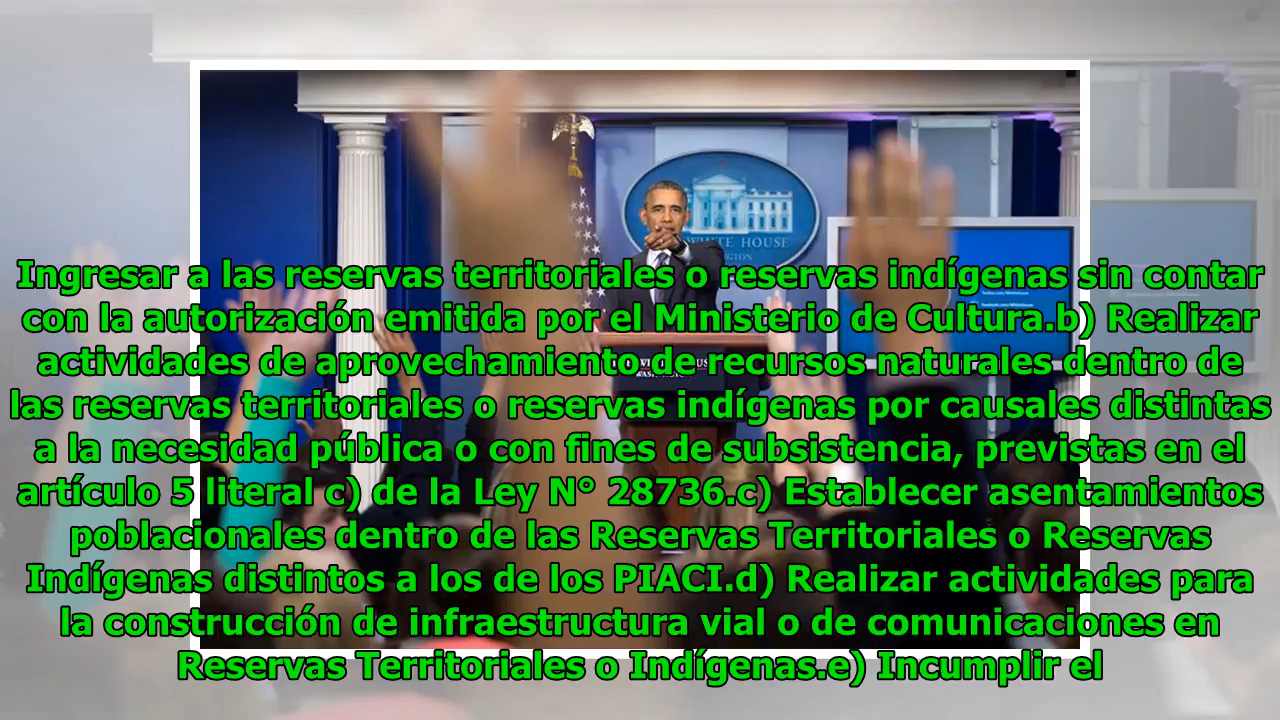 WHITE HOUSE
Ingresar a las reservas territoriales o reservas indígenas sin contar
con la autorización emitida por el Ministerio de Cultura.b) Realizar
actividades de aprovechamiento de recursos naturales dentro de
las reservas territoriales o reservas indígenas por causales distintas
a la necesidad pública o con fines de subsistencia, previstas en el
artículo 5 literal c) de la Ley N° 28736.c) Establecer asentamientos
poblacionales dentro de las Reservas Territoriales o Reservas
Indígenas distintos a los de los PIACI.d) Realizar actividades para
la construcción de infraestructura vial o de comunicaciones en
Reservas Territoriales o Indígenas.e) Incumplir el